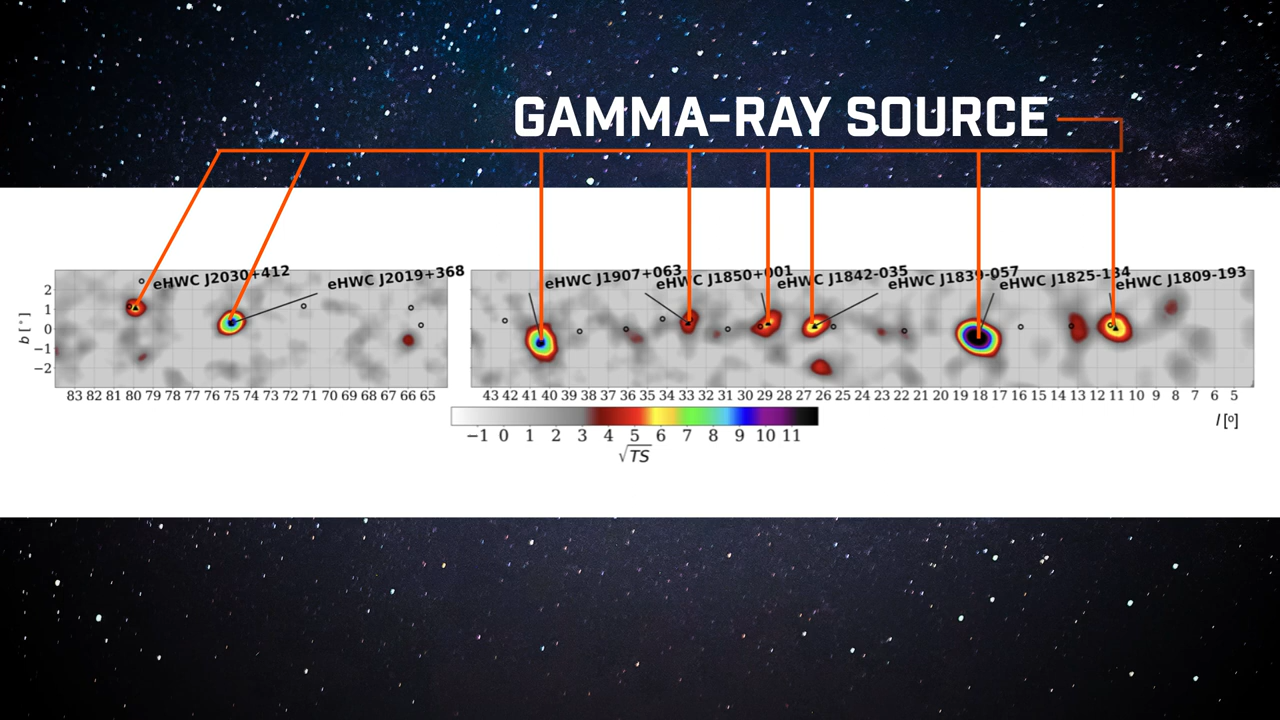 GAMMA-RAY SOURCE
eHWC J2030+412
eHWC J2019+368
eHWC J1907+063
eHWC J1850+001
eHWC J1842-035
eHWC J1839-057
eHWC J1825-134
eHWC J1809-193
2
1
0
−1
−2
b [°]
83 82 81 80 79 78 77 76 75 74 73 72 71 70 69 68 67 66 65
43 42 41 40 39 38 37 36 35 34 33 32 31 30 29 28 27 26 25 24 23 22 21 20 19 18 17 16 15 14 13 12 11 10 9 8 7 6 5
l [°]
−1 0 1 2 3 4 5 6 7 8 9 10 11
√TS